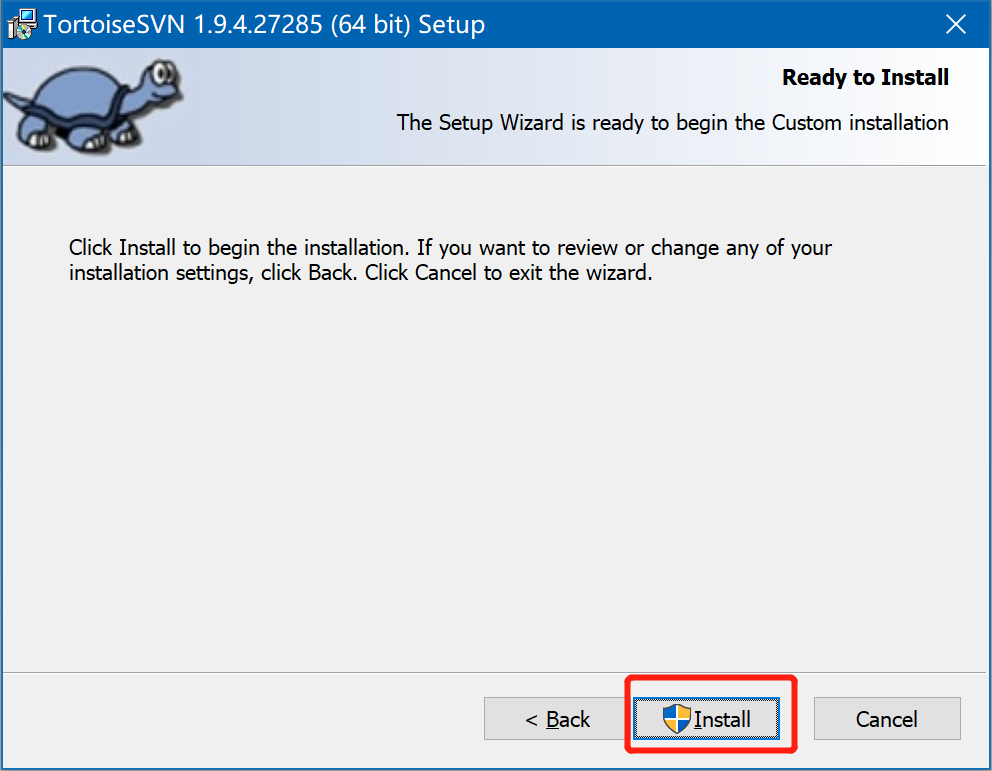 TortoiseSVN 1.9.4.27285 (64 bit) Setup
Ready to Install
The Setup Wizard is ready to begin the Custom installation
Click Install to begin the installation. If you want to review or change any of your
installation settings, click Back. Click Cancel to exit the wizard.
< Back
Install
Cancel